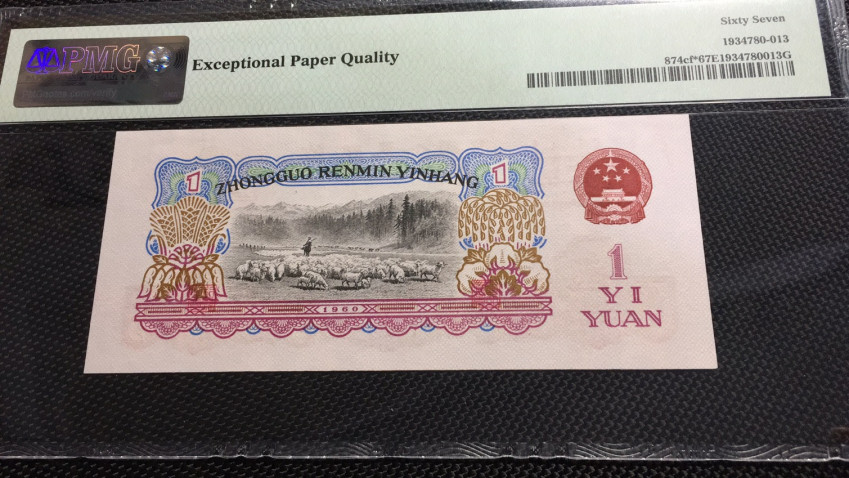 PMG
Exceptional Paper Quality
Sixty Seven
1934780-013
874cf*67E1934780013G
1
ZHONGGUO RENMIN YINHANG
1
1960
1
YI
YUAN